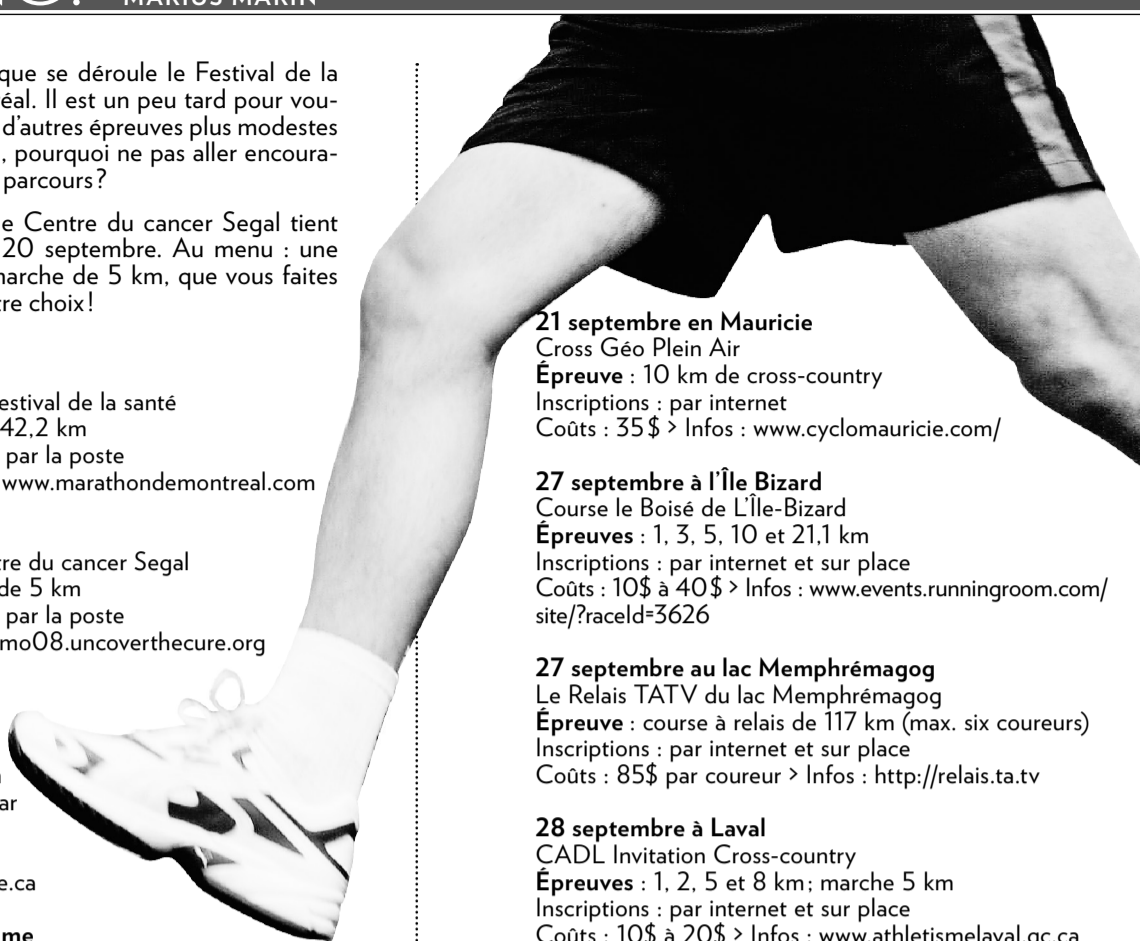 MARIUS MARIN
que se déroule le Festival de la
éal. Il est un peu tard pour vou-
d'autres épreuves plus modestes
, pourquoi ne pas aller encoura-
parcours?
e Centre du cancer Segal tient
20 septembre. Au menu : une
marche de 5 km, que vous faites
tre choix!
estival de la santé
42,2 km
par la poste
www.marathondemontreal.com
tre du cancer Segal
de 5 km
par la poste
mo08.uncoverthecure.org
ar
e.ca
me
21 septembre en Mauricie
Cross Géo Plein Air
Épreuve : 10 km de cross-country
Inscriptions : par internet
Coûts : 35$ > Infos : www.cyclomauricie.com/
27 septembre à l'Île Bizard
Course le Boisé de L'Île-Bizard
Épreuves : 1, 3, 5, 10 et 21,1 km
Inscriptions : par internet et sur place
Coûts : 10$ à 40$ > Infos : www.events.runningroom.com/
site/?raceId=3626
27 septembre au lac Memphrémagog
Le Relais TATV du lac Memphrémagog
Épreuve : course à relais de 117 km (max. six coureurs)
Inscriptions : par internet et sur place
Coûts : 85$ par coureur > Infos : http://relais.ta.tv
28 septembre à Laval
CADL Invitation Cross-country
Épreuves : 1, 2, 5 et 8 km; marche 5 km
Inscriptions : par internet et sur place
Coûts : 10$ à 20$ > Infos : www.athletismelaval.qc.ca